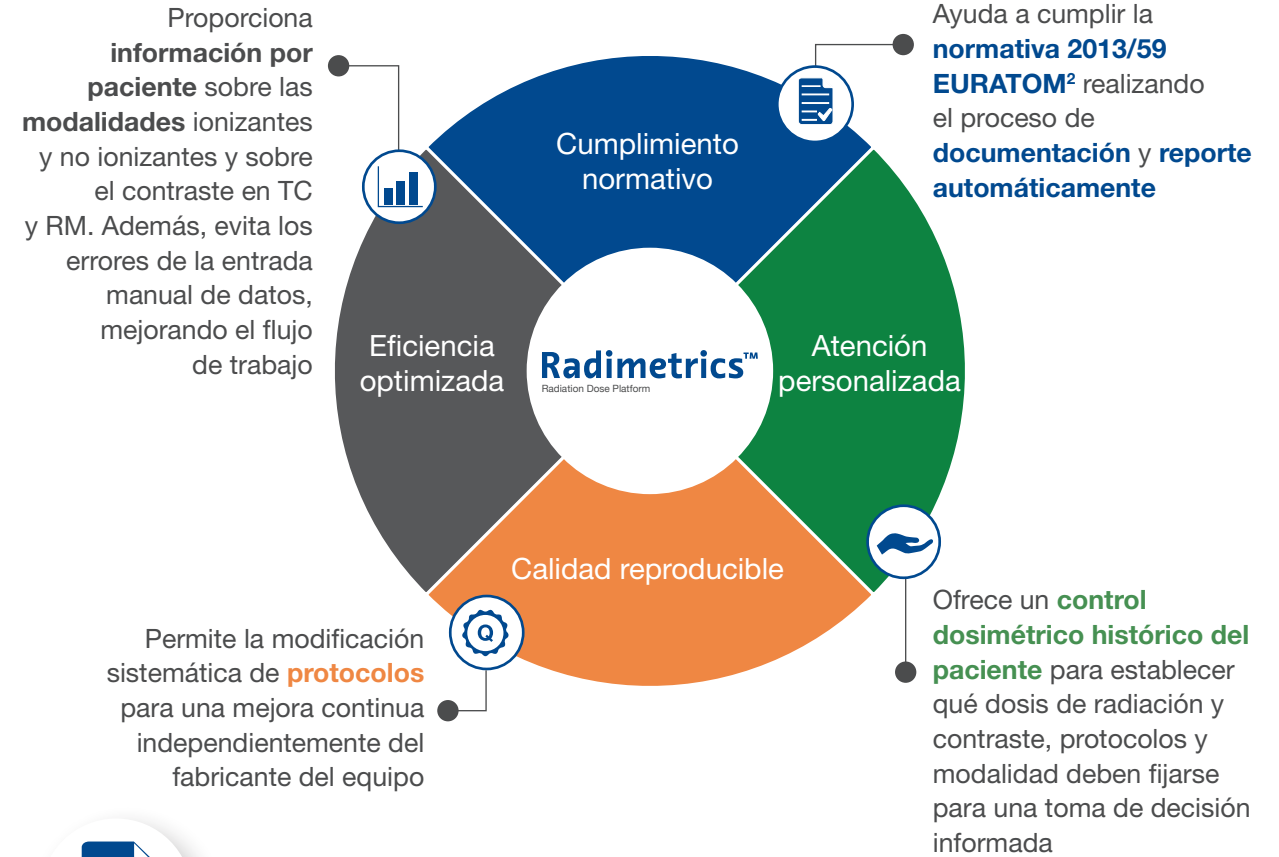 Proporciona
información por
paciente sobre las
modalidades ionizantes
y no ionizantes y sobre
el contraste en TC
y RM. Además, evita los
errores de la entrada
manual de datos,
mejorando el flujo
de trabajo
Ayuda a cumplir la
normativa 2013/59
EURATOM² realizando
el proceso de
documentación y reporte
automáticamente
Cumplimiento
normativo
Eficiencia
optimizada
Radimetrics™
Radiation Dose Platform
Atención
personalizada
Calidad reproducible
Q
Permite la modificación
sistemática de protocolos
para una mejora continua
independientemente del
fabricante del equipo
Ofrece un control
dosimétrico histórico del
paciente para establecer
qué dosis de radiación y
contraste, protocolos y
modalidad deben fijarse
para una toma de decisión
informada